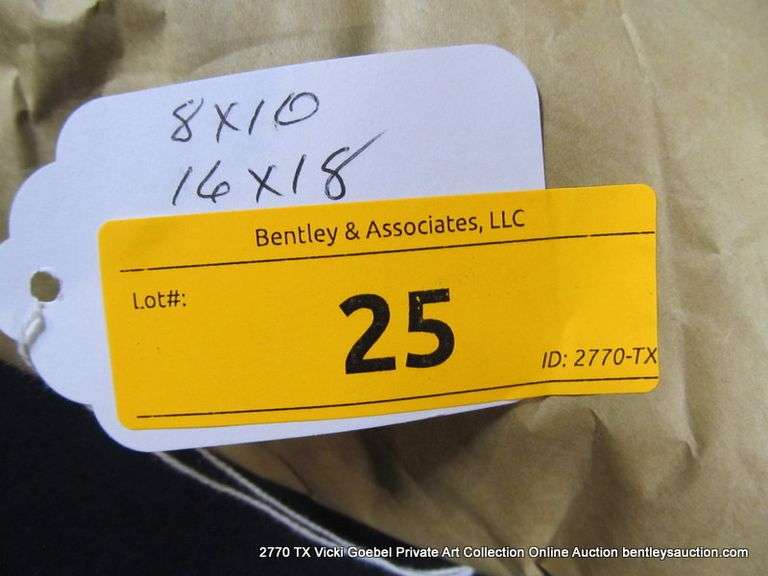 8X10
16X18
Bentley & Associates, LLC
Lot#:
25
ID: 2770-TX
2770 TX Vicki Goebel Private Art Collection Online Auction bentleysauction.com